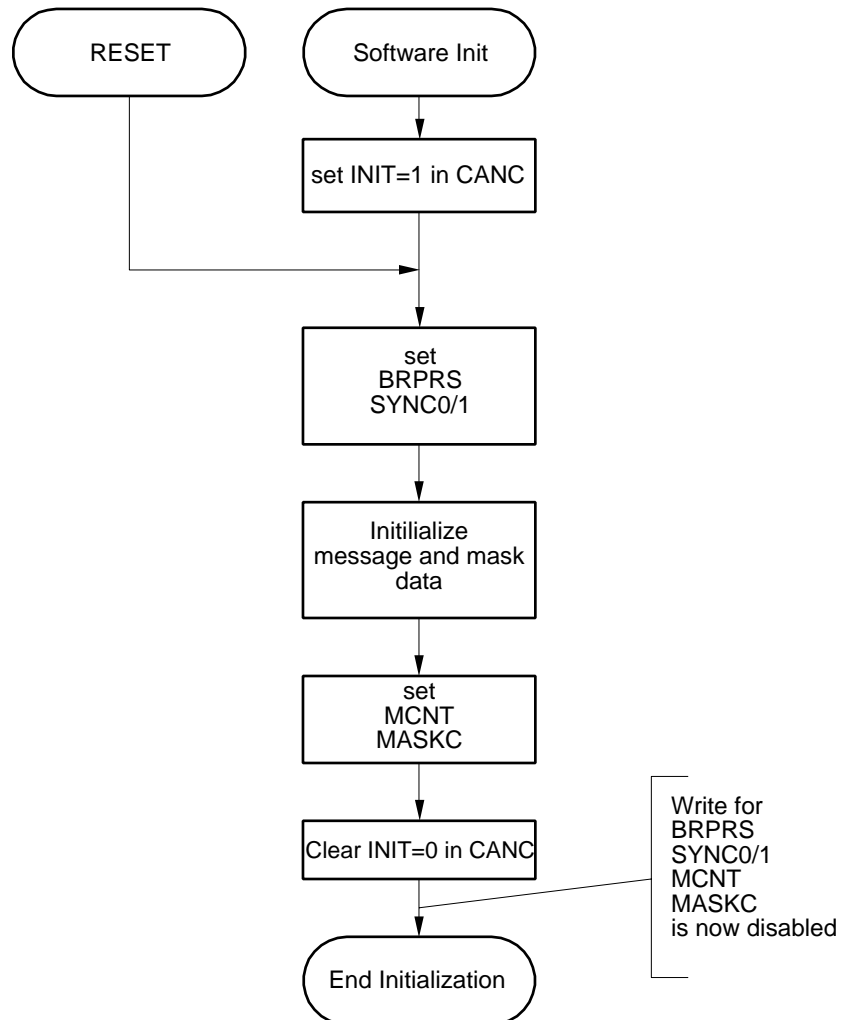 RESET
Software Init
set INIT=1 in CANC
set
BRPRS
SYNC0/1
Initilialize
message and mask
data
set
MCNT
MASKC
Clear INIT=0 in CANC
Write for
BRPRS
SYNC0/1
MCNT
MASKC
is now disabled
End Initialization